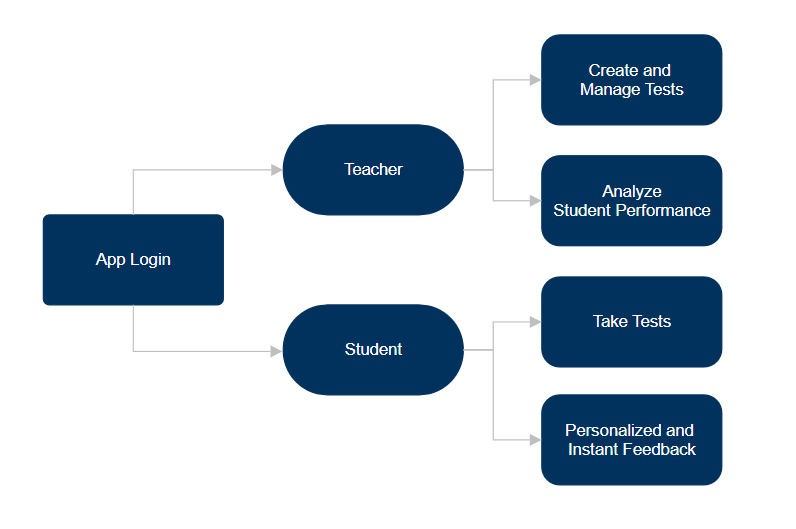 Create and
Manage Tests
Teacher
Analyze
Student Performance
App Login
Take Tests
Student
Personalized and
Instant Feedback